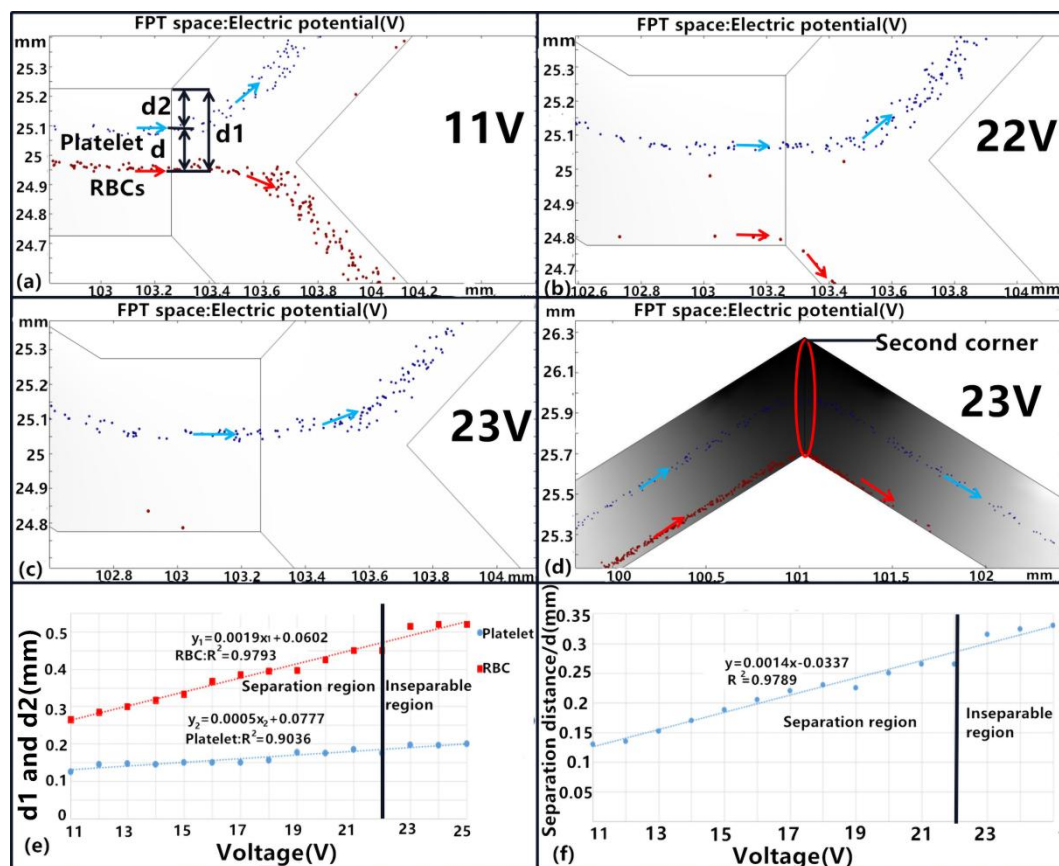 FPT space:Electric potential(V)
mm
25.3
25.2
25.1
25
24.9
24.8
24.7
d2
d
d1
Platelet
RBCs
11V
(a)
103 103.2 103.4 103.6 103.8 104 104.2 mm
FPT space:Electric potential(V)
mm
25.3
25.2
25.1
25
24.9
24.8
24.7
22V
(b)
102.6 102.8 103 103.2 103.4 103.6 103.8 104 mm
FPT space:Electric potential(V)
mm
25.3
25.2
25.1
25
24.9
24.8
23V
(c)
102.8 103 103.2 103.4 103.6 103.8 104 mm
FPT space:Electric potential(V)
mm
26.3
26.1
25.9
25.7
25.5
25.3
Second corner
23V
(d)
100 100.5 101 101.5 102 mm
d1 and d2(mm)
0.5
0.4
0.3
0.2
0.1
0
y₁=0.0019x₁+0.0602
RBC:R²=0.9793
Separation region
Inseparable
region
y₂=0.0005x₂+0.0777
Platelet:R²=0.9036
Platelet
RBC
11 13 15 17 19 21 23 25
(e)
Voltage(V)
Separation distance/d(mm)
0.35
0.3
0.25
0.20
0.15
0.1
0.05
y=0.0014x-0.0337
R²=0.9789
Separation region
Inseparable
region
11 13 15 17 19 21 23
Voltage(V)
(f)